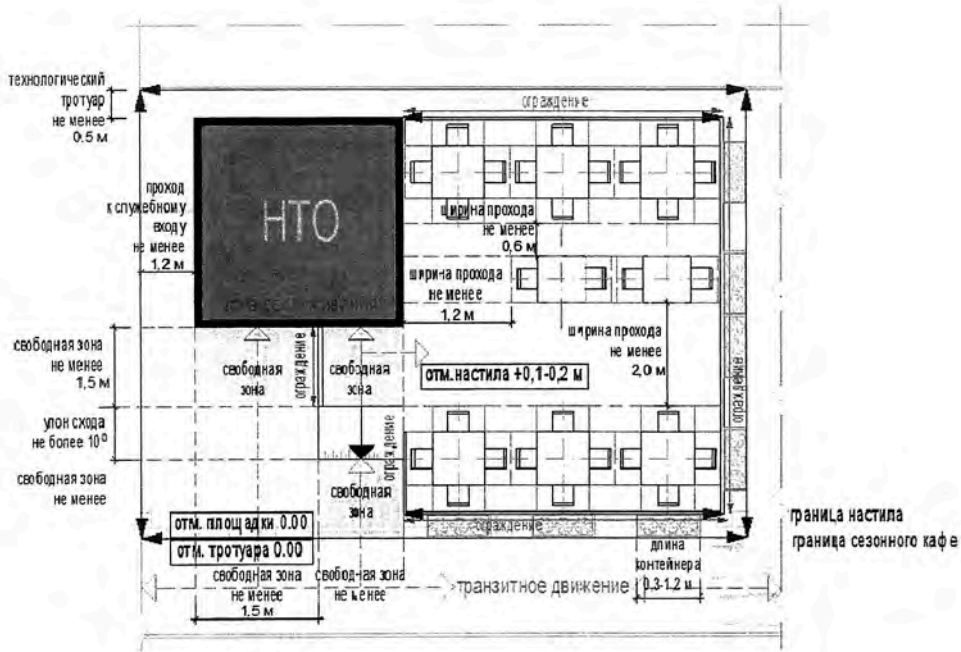 технологический
тротуар
не менее
0.5 м
ограждение
проход
к служебному
входу
не менее
1,2 м
НТО
ширина прохода
не менее
0,6 м
ширина прохода
не менее
1,2 м
ширина прохода
не менее
2,0 м
ограждение
свободная зона
не менее
1,5 м
свободная
зона
ограждение
свободная
зона
отм.настила +0,1-0,2 м
улон схода
не более 10⁰
ограждение
свободная зона
не менее
свободная
зона
ограждение
отм. площадки 0.00
отм. тротуара 0.00
граница настила
граница сезонного кафе
длина
контейнера
0,3-1,2 м
свободная зона
не менее
1,5 м
свободная зона
не менее
транзитное движение